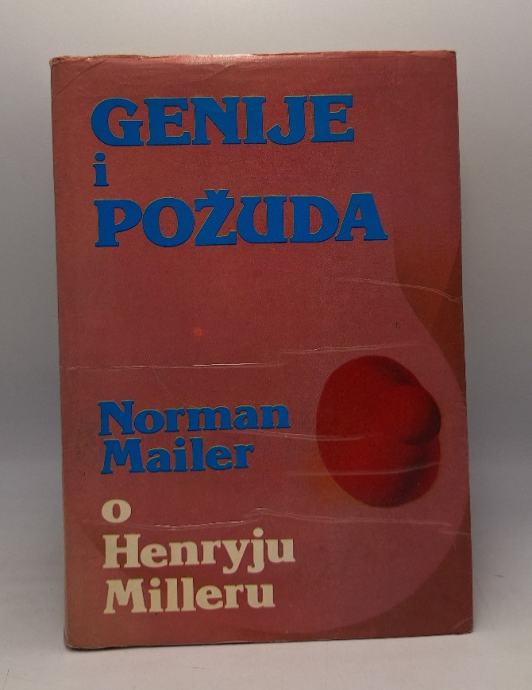 GENIJE
i
POŽUDA
Norman
Mailer
o
Henryju
Milleru